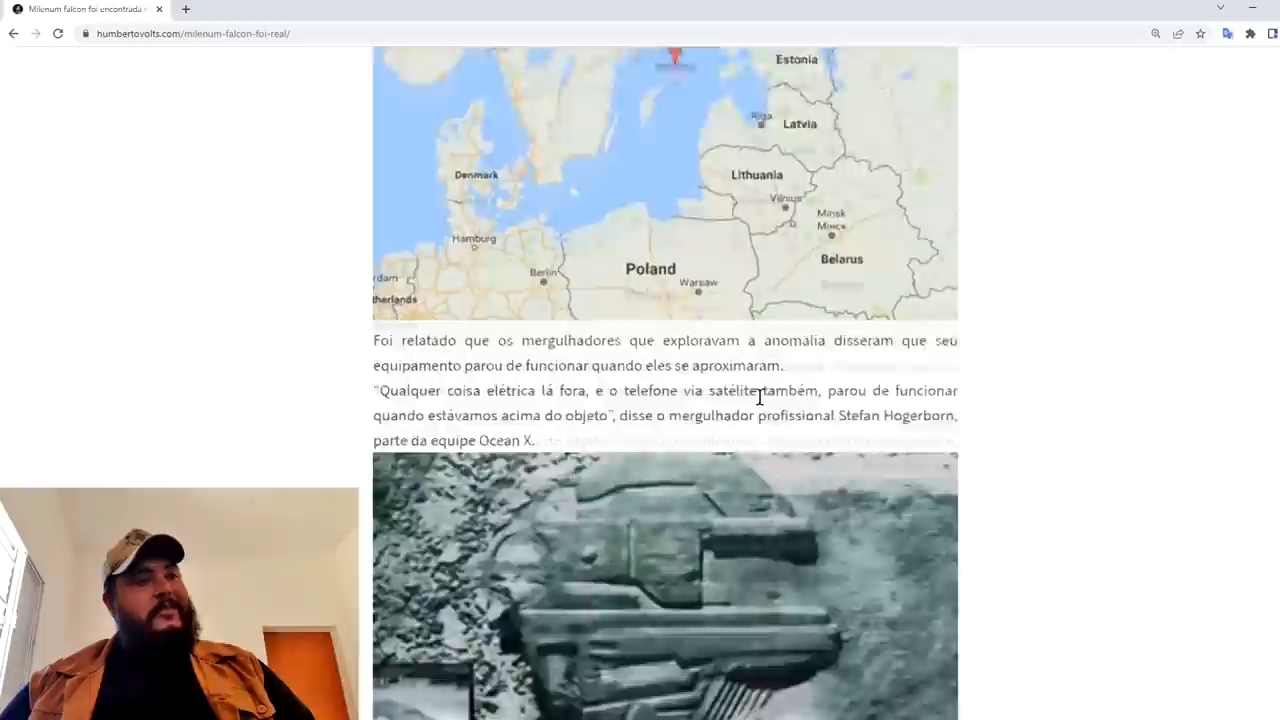 Milenum falcon foi encontrada
humbertovolts.com/milenum-falcon-foi-real/
Estonia
Riga
Latvia
Denmark
Lithuania
Vilnius
Minsk
Минск
Hamburg
Belarus
Berlin
Poland
rdam
Warsaw
therlands
Foi relatado que os mergulhadores que exploravam a anomalia disseram que seu
equipamento parou de funcionar quando eles se aproximaram.
"Qualquer coisa elétrica lá fora, e o telefone via satélite também, parou de funcionar
quando estávamos acima do objeto", disse o mergulhador profissional Stefan Hogerborn,
parte da equipe Ocean X.